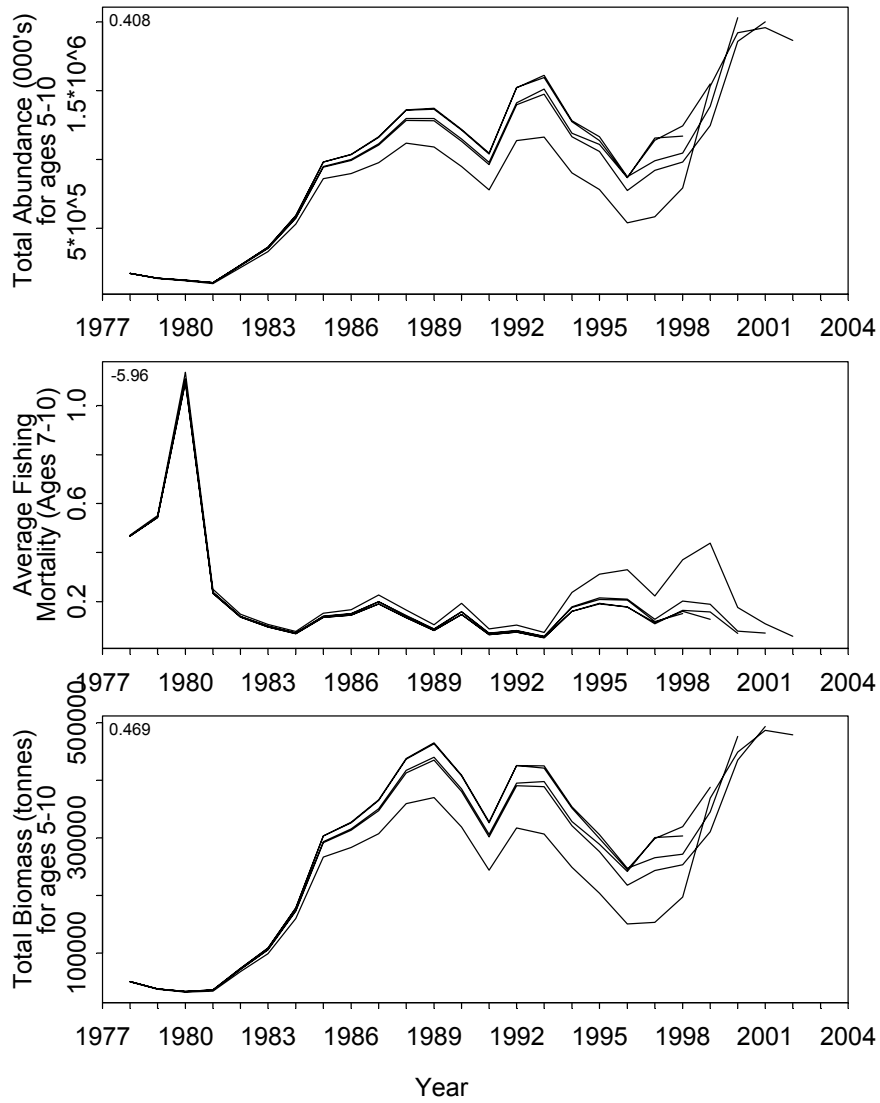 0.408
Total Abundance (000's)
for ages 5-10
5*10^5
1.5*10^6
1977 1980 1983 1986 1989 1992 1995 1998 2001 2004
-5.96
Average Fishing
Mortality (Ages 7-10)
0.2
0.6
1.0
1977 1980 1983 1986 1989 1992 1995 1998 2001 2004
0.469
Total Biomass (tonnes)
for ages 5-10
100000
300000
500000
1977 1980 1983 1986 1989 1992 1995 1998 2001 2004
Year